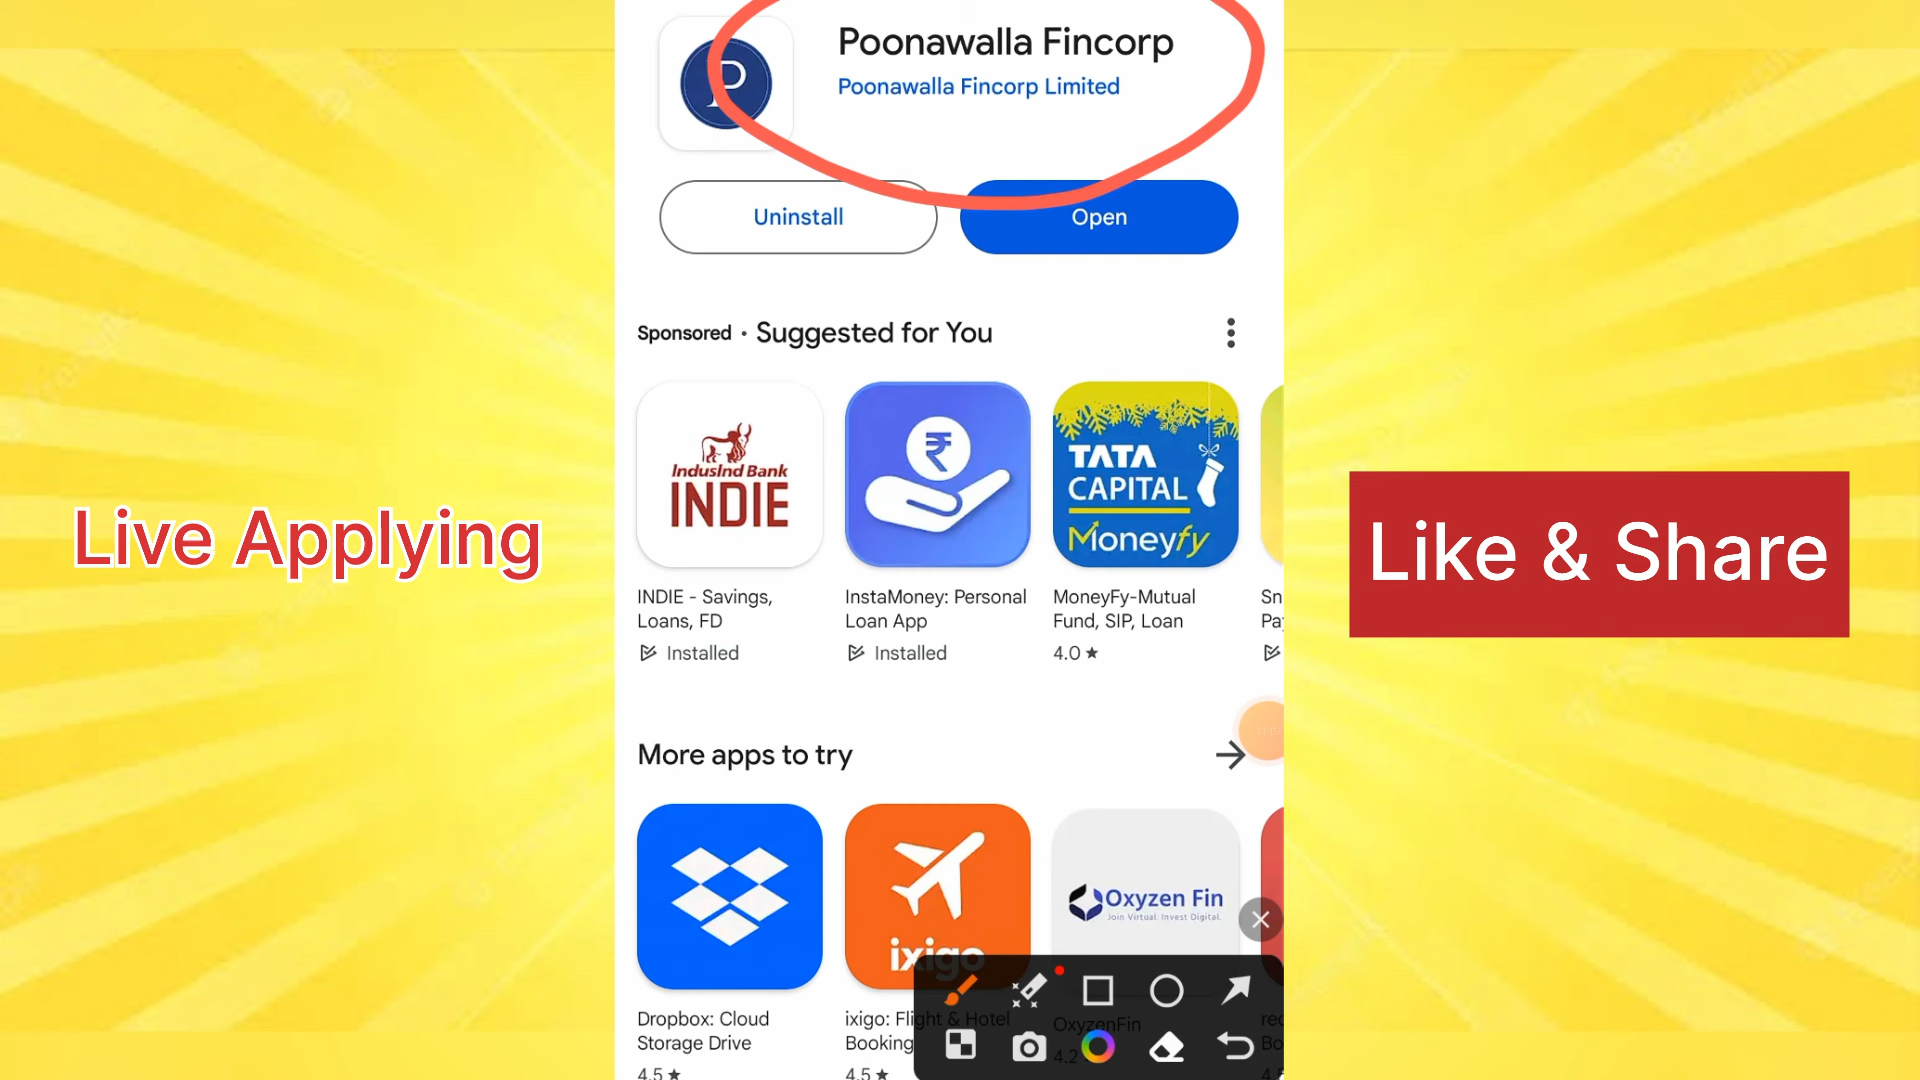 Poonawalla Fincorp
Poonawalla Fincorp Limited
P
Uninstall
Open
Sponsored · Suggested for You
IndusInd Bank
INDIE
₹
TATA
CAPITAL
Moneyfy
INDIE - Savings,
Loans, FD
Installed
InstaMoney: Personal
Loan App
Installed
MoneyFy-Mutual
Fund, SIP, Loan
4.0 ★
Sn
Live Applying
Like & Share
More apps to try
ixigo
Oxyzen Fin
Join Virtual. Invest Digital.
Dropbox: Cloud
Storage Drive
4.5 ★
ixigo: Flight & Hotel
Booking
4.5 ★
OxyzenFin
4.2